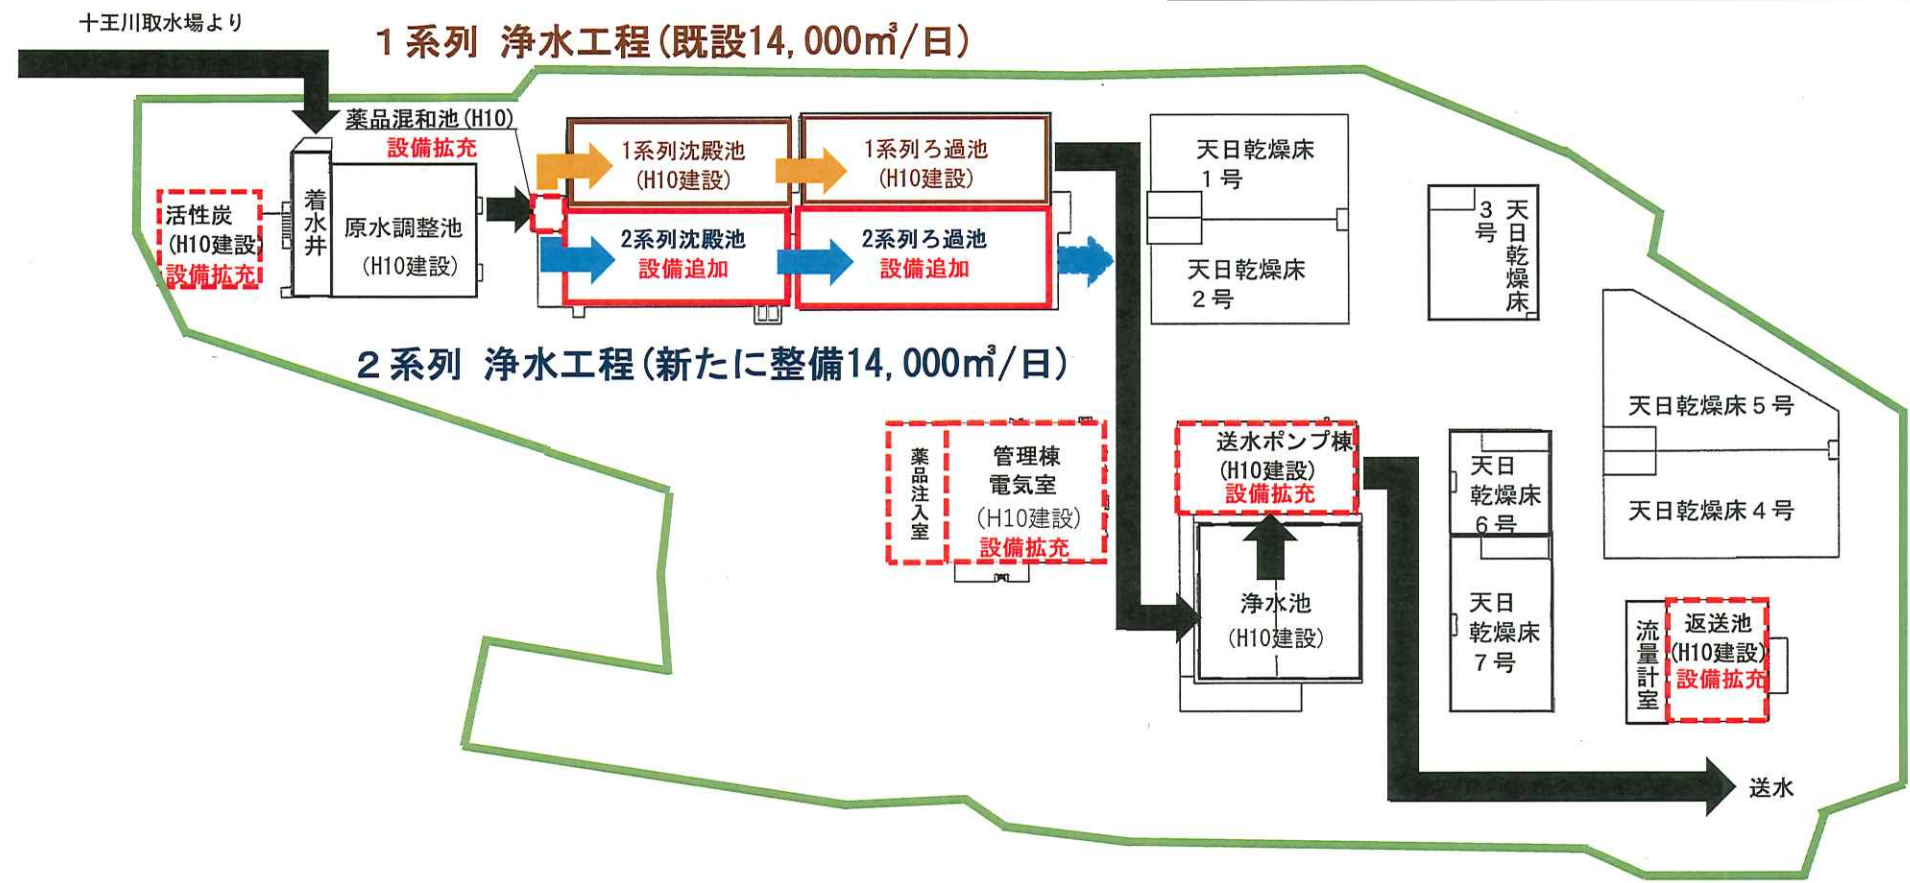 十王川取水場より
1系列 浄水工程(既設14,000㎥/日)
薬品混和池(H10)
設備拡充
活性炭
(H10建設)
設備拡充
着水井
原水調整池
(H10建設)
1系列沈殿池
(H10建設)
1系列ろ過池
(H10建設)
2系列沈殿池
設備追加
2系列ろ過池
設備追加
2系列 浄水工程(新たに整備14,000㎥/日)
天日乾燥床
1号
天日乾燥床
2号
天日乾燥床
3号
天日乾燥床5号
天日乾燥床4号
薬品注入室
管理棟
電気室
(H10建設)
設備拡充
送水ポンプ棟
(H10建設)
設備拡充
浄水池
(H10建設)
天日
乾燥床
6号
天日
乾燥床
7号
流量計室
返送池
(H10建設)
設備拡充
送水